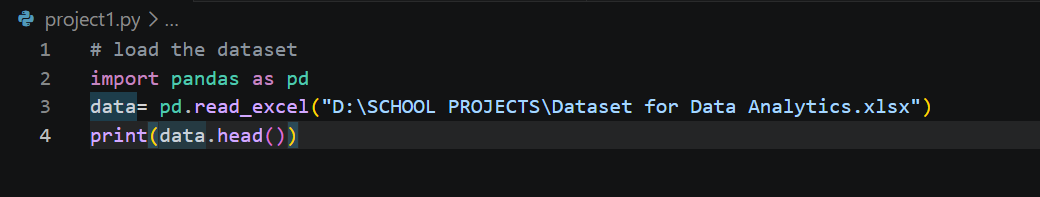 project1.py > ...
1 # load the dataset
2 import pandas as pd
3 data= pd.read_excel("D:\SCHOOL PROJECTS\Dataset for Data Analytics.xlsx")
4 print(data.head())